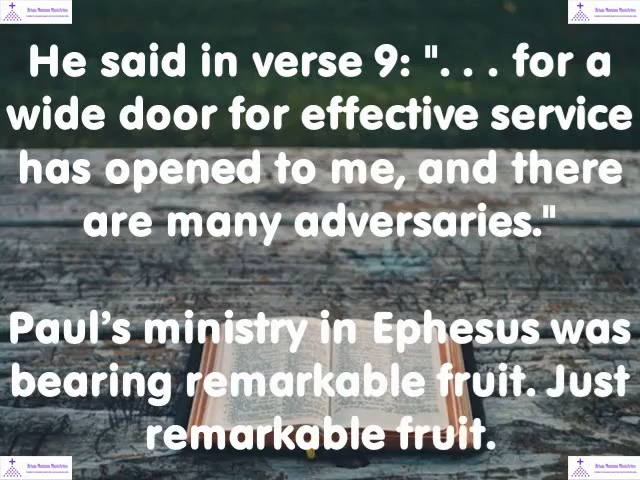 He said in verse 9: ". . . for a
wide door for effective service
has opened to me, and there
are many adversaries."
Paul's ministry in Ephesus was
bearing remarkable fruit. Just
remarkable fruit.